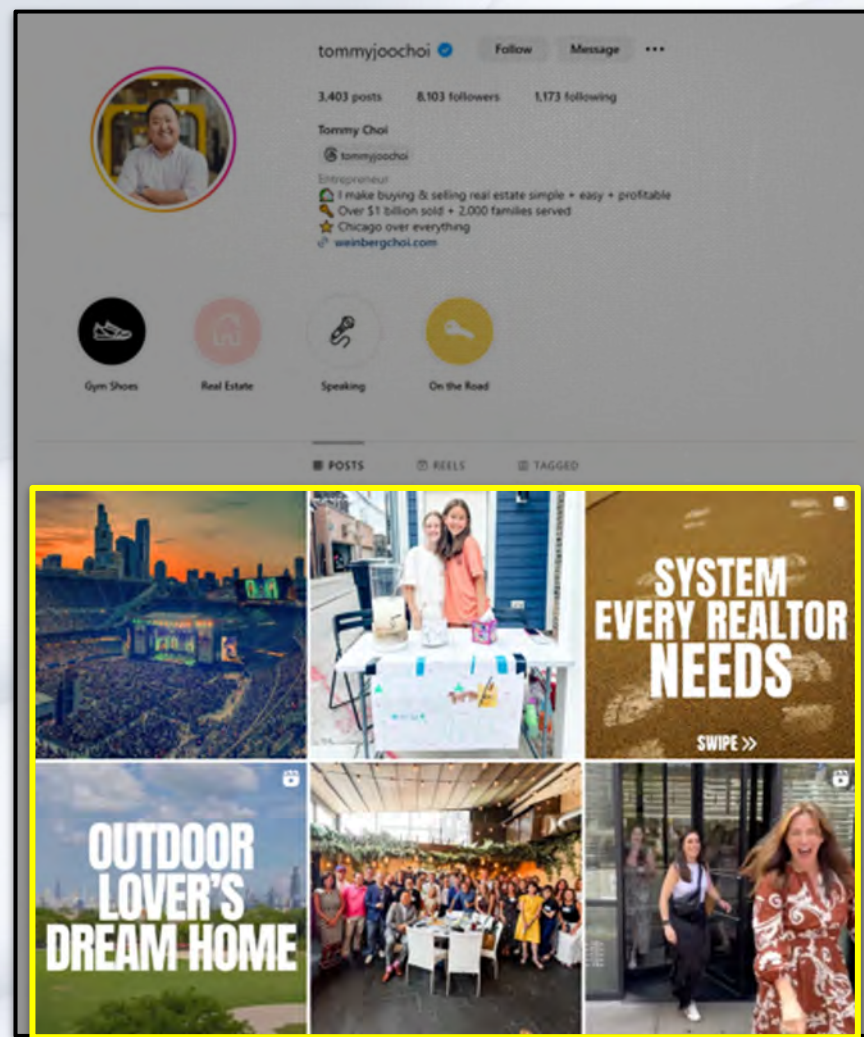 tommyjoochoi Follow Message
3,403 posts 8,103 followers 1,173 following
Tommy Choi
tommyjoochoi
Entrepreneur
I make buying & selling real estate simple + easy + profitable
Over $1 billion sold + 2,000 families served
Chicago over everything
weinbergchoi.com
Gym Shoes Real Estate Speaking On the Road
POSTS REELS TAGGED
SYSTEM
EVERY REALTOR
NEEDS
SWIPE >>
OUTDOOR
LOVER'S
DREAM HOME